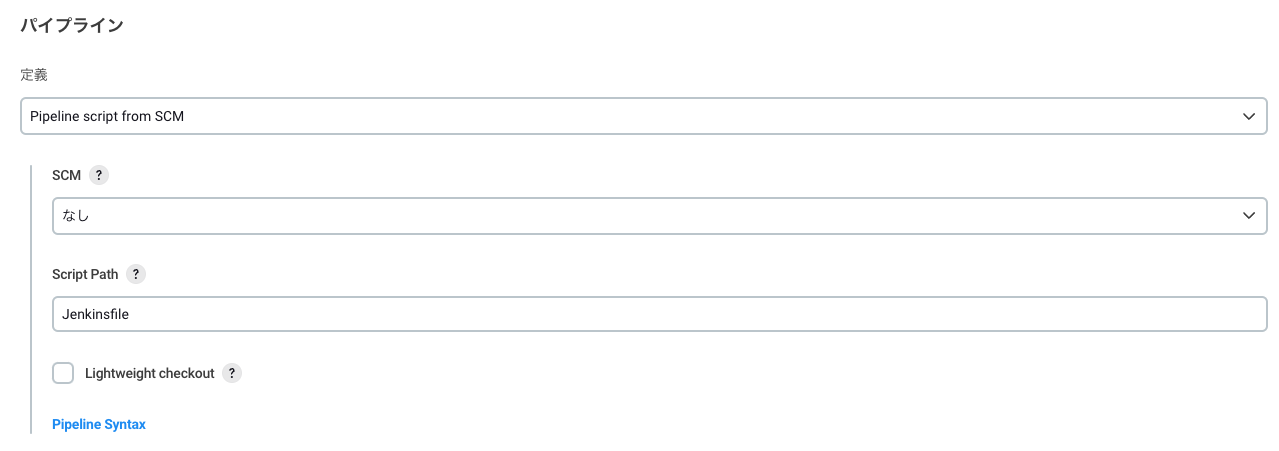 パイプライン
定義
Pipeline script from SCM
SCM ?
なし
Script Path ?
Jenkinsfile
Lightweight checkout ?
Pipeline Syntax